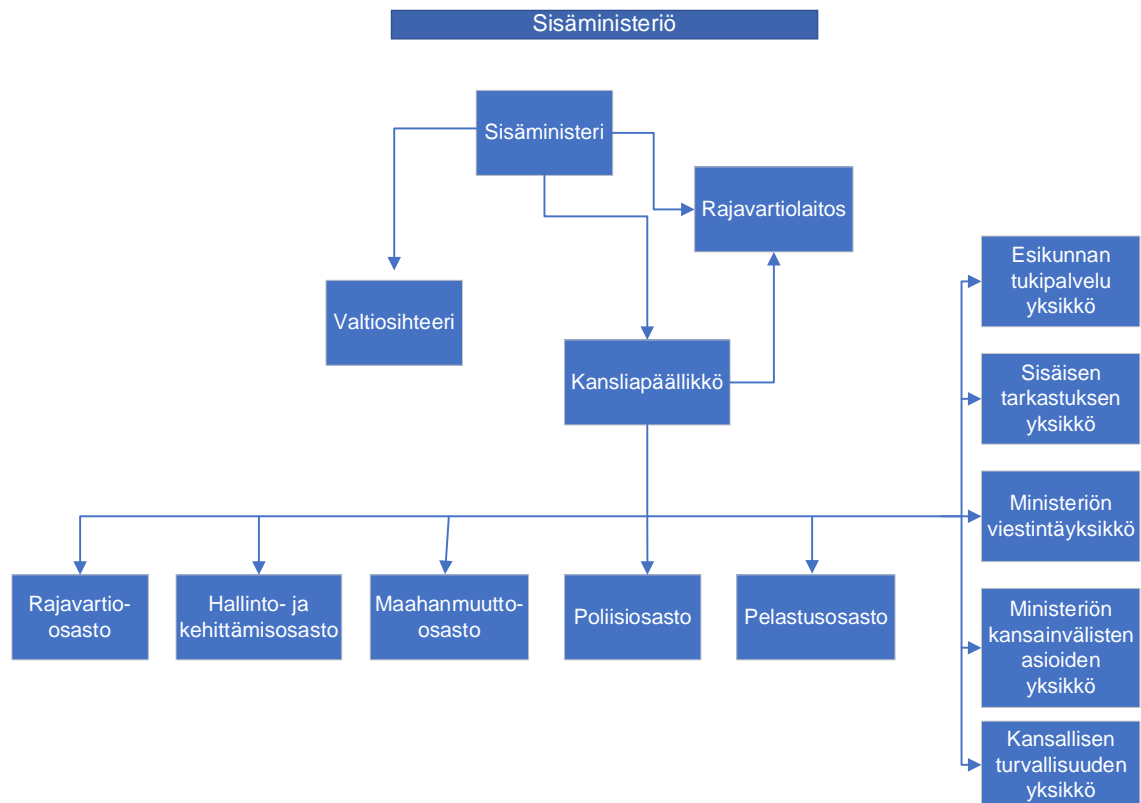 Sisäministeriö
Sisäministeri
Rajavartiolaitos
Valtiosihteeri
Kansliapäällikkö
Esikunnan
tukipalvelu
yksikkö
Sisäisen
tarkastuksen
yksikkö
Ministeriön
viestintäyksikkö
Ministeriön
kansainvälisten
asioiden
yksikkö
Kansallisen
turvallisuuden
yksikkö
Rajavartio-
osasto
Hallinto- ja
kehittämisosasto
Maahanmuutto-
osasto
Poliisiosasto
Pelastusosasto